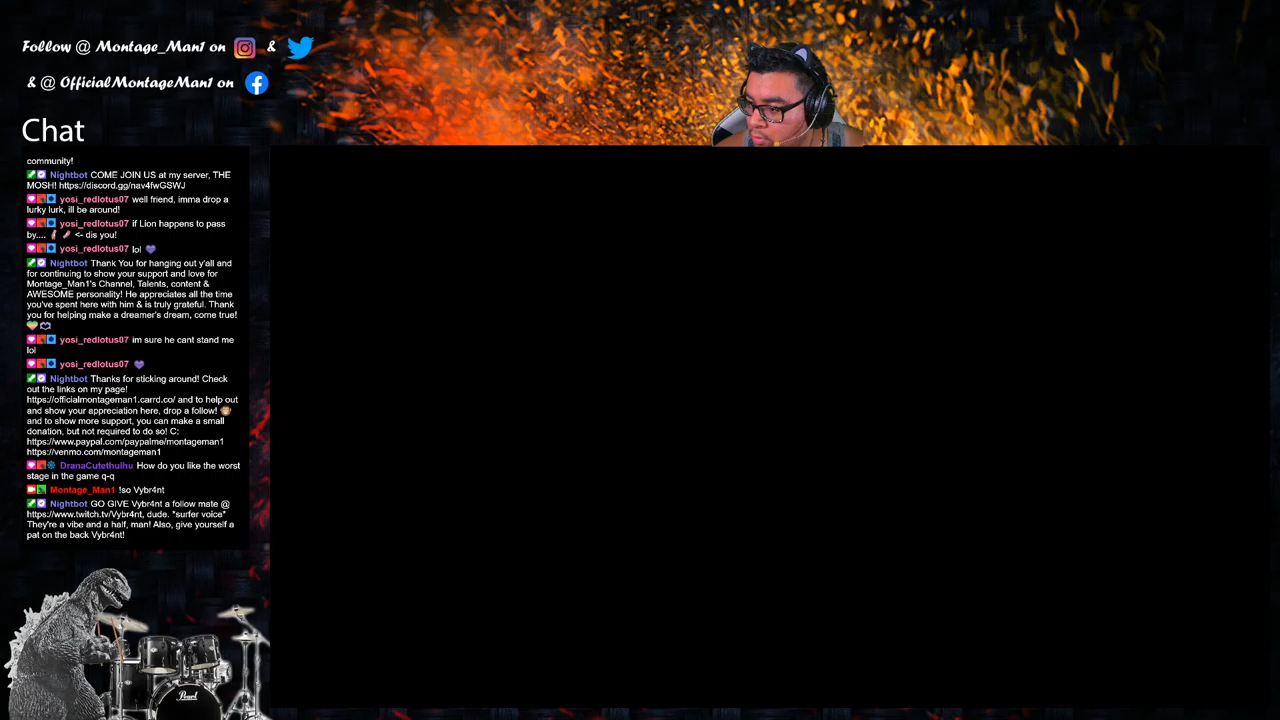 Follow @ Montage_Man1 on &
& @ OfficialMontageMan1 on
Chat
community!
Nightbot COME JOIN US at my server, THE
MOSH! https://discord.gg/nav4fwGSWJ
yosi_redlotus07 well friend, imma drop a
lurky lurk, ill be around!
yosi_redlotus07 if Lion happens to pass
by.... <- dis you!
yosi_redlotus07 lol
Nightbot Thank You for hanging out y'all and
for continuing to show your support and love for
Montage_Man1's Channel, Talents, content &
AWESOME personality! He appreciates all the time
you've spent here with him & is truly grateful. Thank
you for helping make a dreamer's dream, come true!
yosi_redlotus07 im sure he cant stand me
lol
yosi_redlotus07
Nightbot Thanks for sticking around! Check
out the links on my page!
https://officialmontageman1.carrd.co/ and to help out
and show your appreciation here, drop a follow!
and to show more support, you can make a small
donation, but not required to do so! C:
https://www.paypal.com/paypalme/montageman1
https://venmo.com/montageman1
DranaCutethulhu How do you like the worst
stage in the game q-q
Montage_Man1 !so Vybr4nt
Nightbot GO GIVE Vybr4nt a follow mate @
https://www.twitch.tv/Vybr4nt, dude. *surfer voice*
They're a vibe and a half, man! Also, give yourself a
pat on the back Vybr4nt!
Pearl